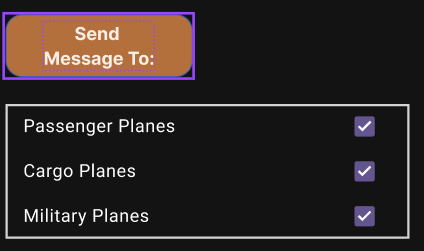 Send
Message To:
Passenger Planes
Cargo Planes
Military Planes